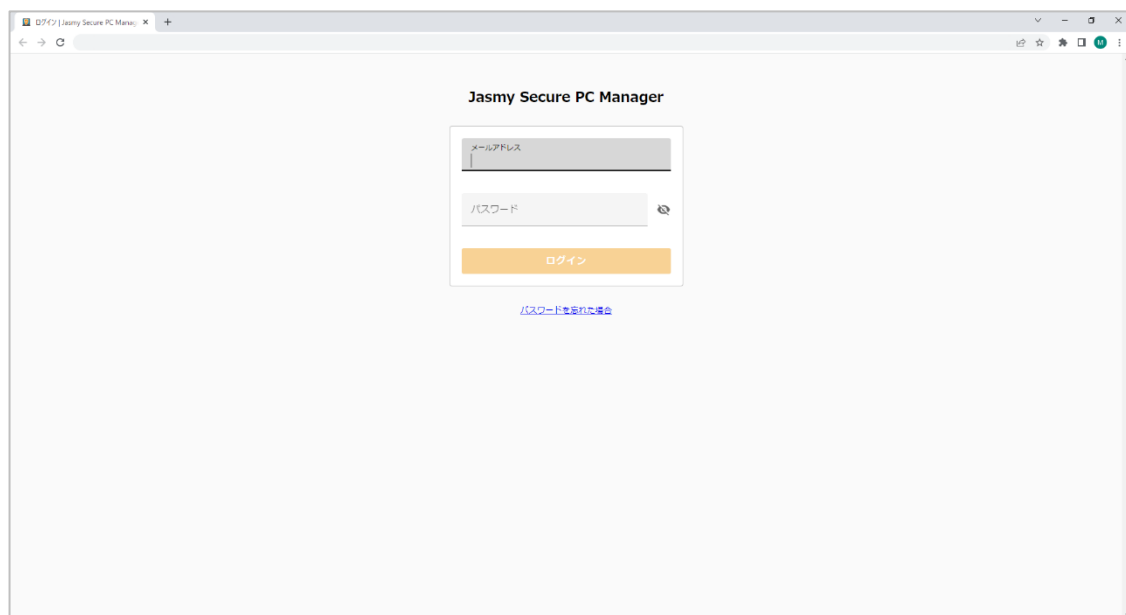 ログイン | Jasmy Secure PC Manag
M
Jasmy Secure PC Manager
メールアドレス
パスワード
ログイン
パスワードを忘れた場合